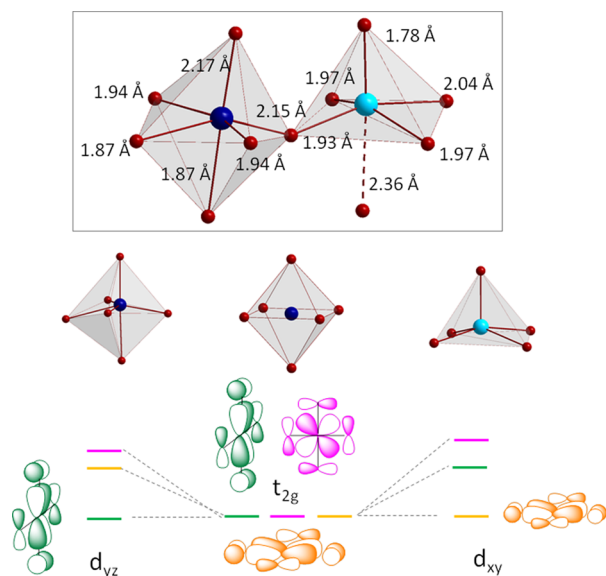 1.78 Å
2.17 Å
1.97 Å
2.04 Å
1.94 Å
2.15 Å
1.87 Å
1.94 Å
1.93 Å
1.97 Å
1.87 Å
2.36 Å
t2g
dyz
dxy